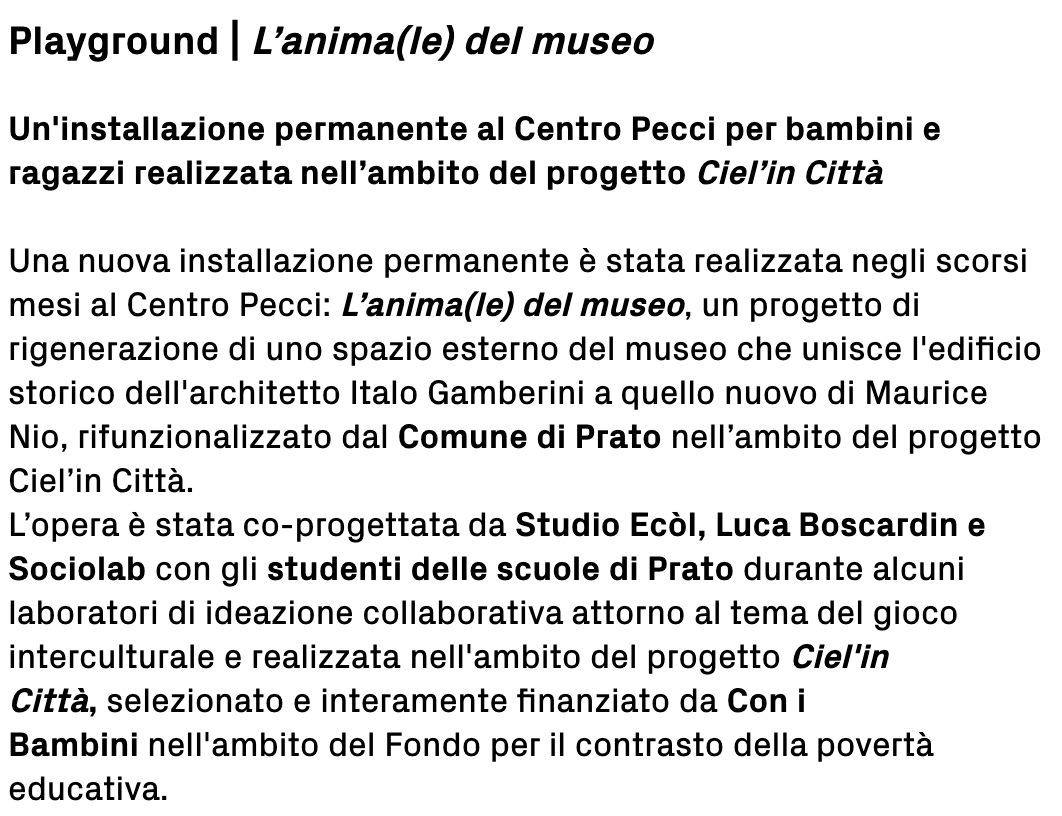 Playground | L’anima(le) del museo
Un'installazione permanente al Centro Pecci per bambini e
ragazzi realizzata nell’ambito del progetto Ciel’in Città
Una nuova installazione permanente è stata realizzata negli scorsi
mesi al Centro Pecci: L’anima(le) del museo, un progetto di
rigenerazione di uno spazio esterno del museo che unisce l'edificio
storico dell'architetto Italo Gamberini a quello nuovo di Maurice
Nio, rifunzionalizzato dal Comune di Prato nell’ambito del progetto
Ciel’in Città.
L’opera è stata co-progettata da Studio Ecòl, Luca Boscardin e
Sociolab con gli studenti delle scuole di Prato durante alcuni
laboratori di ideazione collaborativa attorno al tema del gioco
interculturale e realizzata nell'ambito del progetto Ciel'in
Città, selezionato e interamente finanziato da Con i
Bambini nell'ambito del Fondo per il contrasto della povertà
educativa.